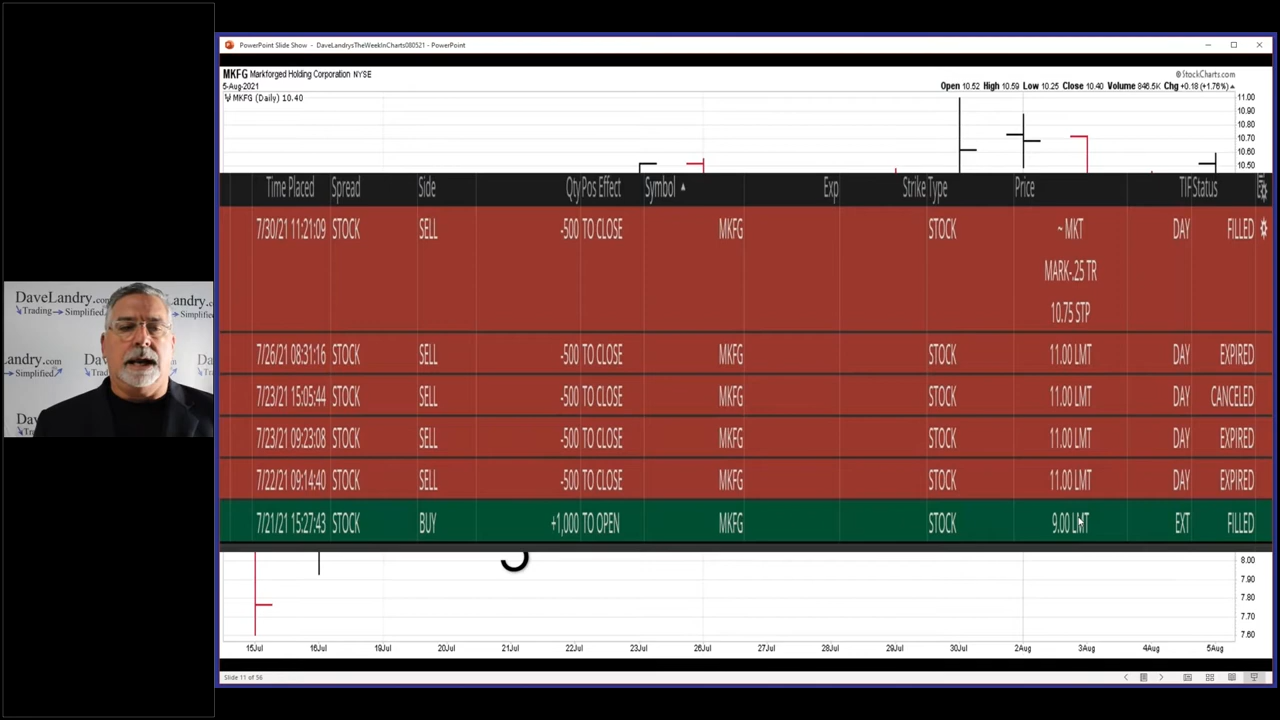 PowerPoint Slide Show - DaveLandrysTheWeekInCharts080521 - PowerPoint
MKFG Markforged Holding Corporation NYSE
© StockCharts.com
5-Aug-2021
Open 10.52 High 10.59 Low 10.25 Close 10.40 Volume 846.5K Chg +0.18 (+1.76%)
MKFG (Daily) 10.40
11.00
10.90
10.80
10.70
10.60
10.50
Time Placed Spread Side Qty Pos Effect Symbol Exp Strike Type Price TIF Status
7/30/21 11:21:09 STOCK SELL -500 TO CLOSE MKFG STOCK ~ MKT DAY FILLED
MARK-.25 TR
10.75 STP
7/26/21 08:31:16 STOCK SELL -500 TO CLOSE MKFG STOCK 11.00 LMT DAY EXPIRED
7/23/21 15:05:44 STOCK SELL -500 TO CLOSE MKFG STOCK 11.00 LMT DAY CANCELED
7/23/21 09:23:08 STOCK SELL -500 TO CLOSE MKFG STOCK 11.00 LMT DAY EXPIRED
7/22/21 09:14:40 STOCK SELL -500 TO CLOSE MKFG STOCK 11.00 LMT DAY EXPIRED
7/21/21 15:27:43 STOCK BUY +1,000 TO OPEN MKFG STOCK 9.00 LMT EXT FILLED
8.00
7.90
7.80
7.70
7.60
15Jul 16Jul 19Jul 20Jul 21Jul 22Jul 23Jul 26Jul 27Jul 28Jul 29Jul 30Jul 2Aug 3Aug 4Aug 5Aug
Slide 11 of 56
DaveLandry.com
Trading Simplified
ndry.com
Simplified
Landry.com
Simplified